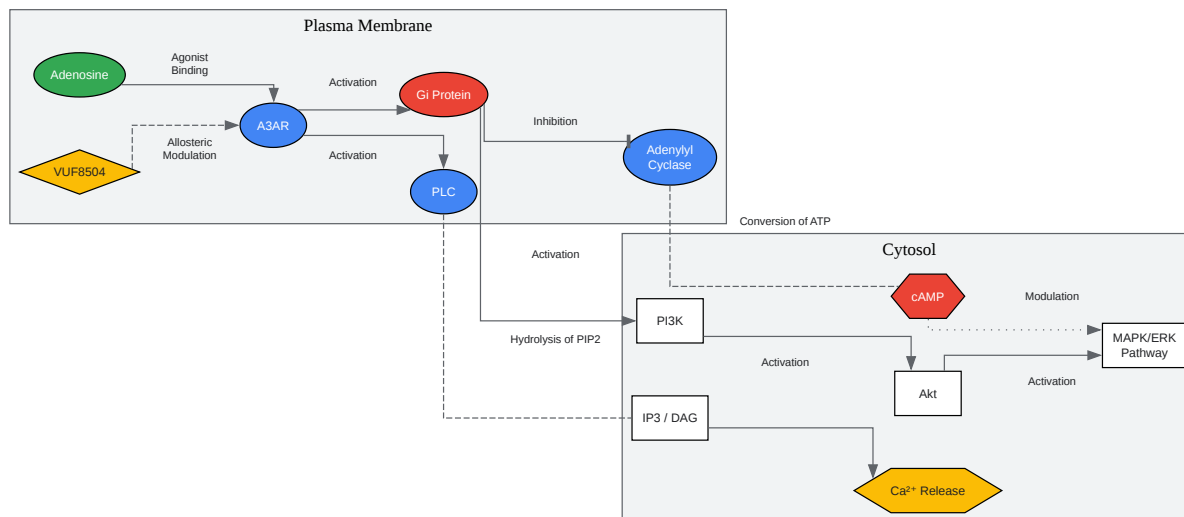 Plasma Membrane
Adenosine
Agonist
Binding
Activation
Gi Protein
A3AR
Inhibition
Allosteric
Modulation
Activation
Adenylyl
Cyclase
VUF8504
PLC
Conversion of ATP
Cytosol
Activation
cAMP
Modulation
PI3K
Hydrolysis of PIP2
MAPK/ERK
Pathway
Activation
Activation
Akt
IP3 / DAG
Ca²⁺ Release